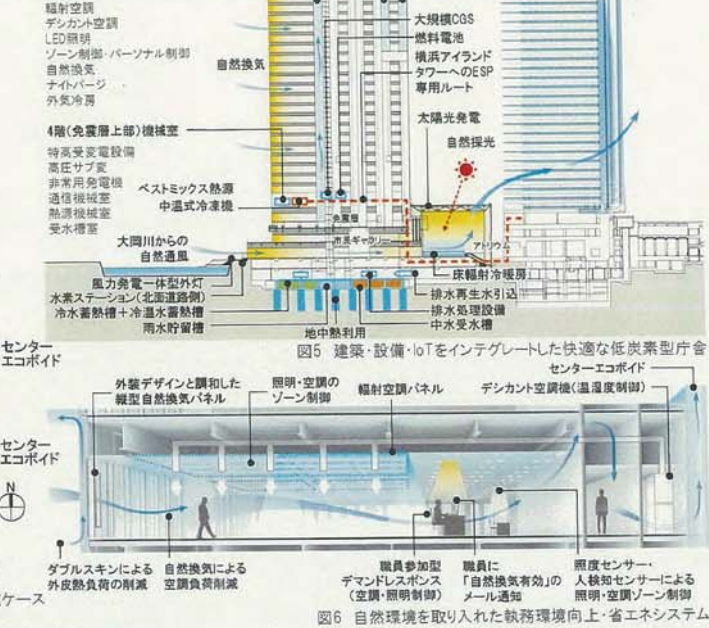 輻射空調
デシカント空調
LED照明
ゾーン制御・パーソナル制御
自然換気
ナイトパージ
外気冷房
4階(免震層上部)機械室
特高受変電設備
高圧サブ変
非常用発電機
通信機械室
熱源機械室
受水槽室
自然換気
ベストミックス熱源
中温式冷凍機
大岡川からの
自然通風
風力発電一体型外灯
水素ステーション(北面道路側)
冷水蓄熱槽+冷温水蓄熱槽
雨水貯留槽
地中熱利用
大規模CGS
燃料電池
横浜アイランド
タワーへのESP
専用ルート
太陽光発電
自然採光
免震層
市民ギャラリー
アトリウム
床輻射冷暖房
排水再生水引込
排水処理設備
中水受水槽
図5 建築・設備・IoTをインテグレートした快適な低炭素型庁舎
センター
エコボイド
センター
エコボイド
N
外装デザインと調和した
縦型自然換気パネル
照明・空調の
ゾーン制御
輻射空調パネル
センターエコボイド
デシカント空調機(温湿度制御)
ダブルスキンによる
外皮熱負荷の削減
自然換気による
空調負荷削減
職員参加型
デマンドレスポンス
(空調・照明制御)
職員に
「自然換気有効」の
メール通知
照度センサー・
人検知センサーによる
照明・空調ゾーン制御
ケース
図6 自然環境を取り入れた執務環境向上・省エネシステム